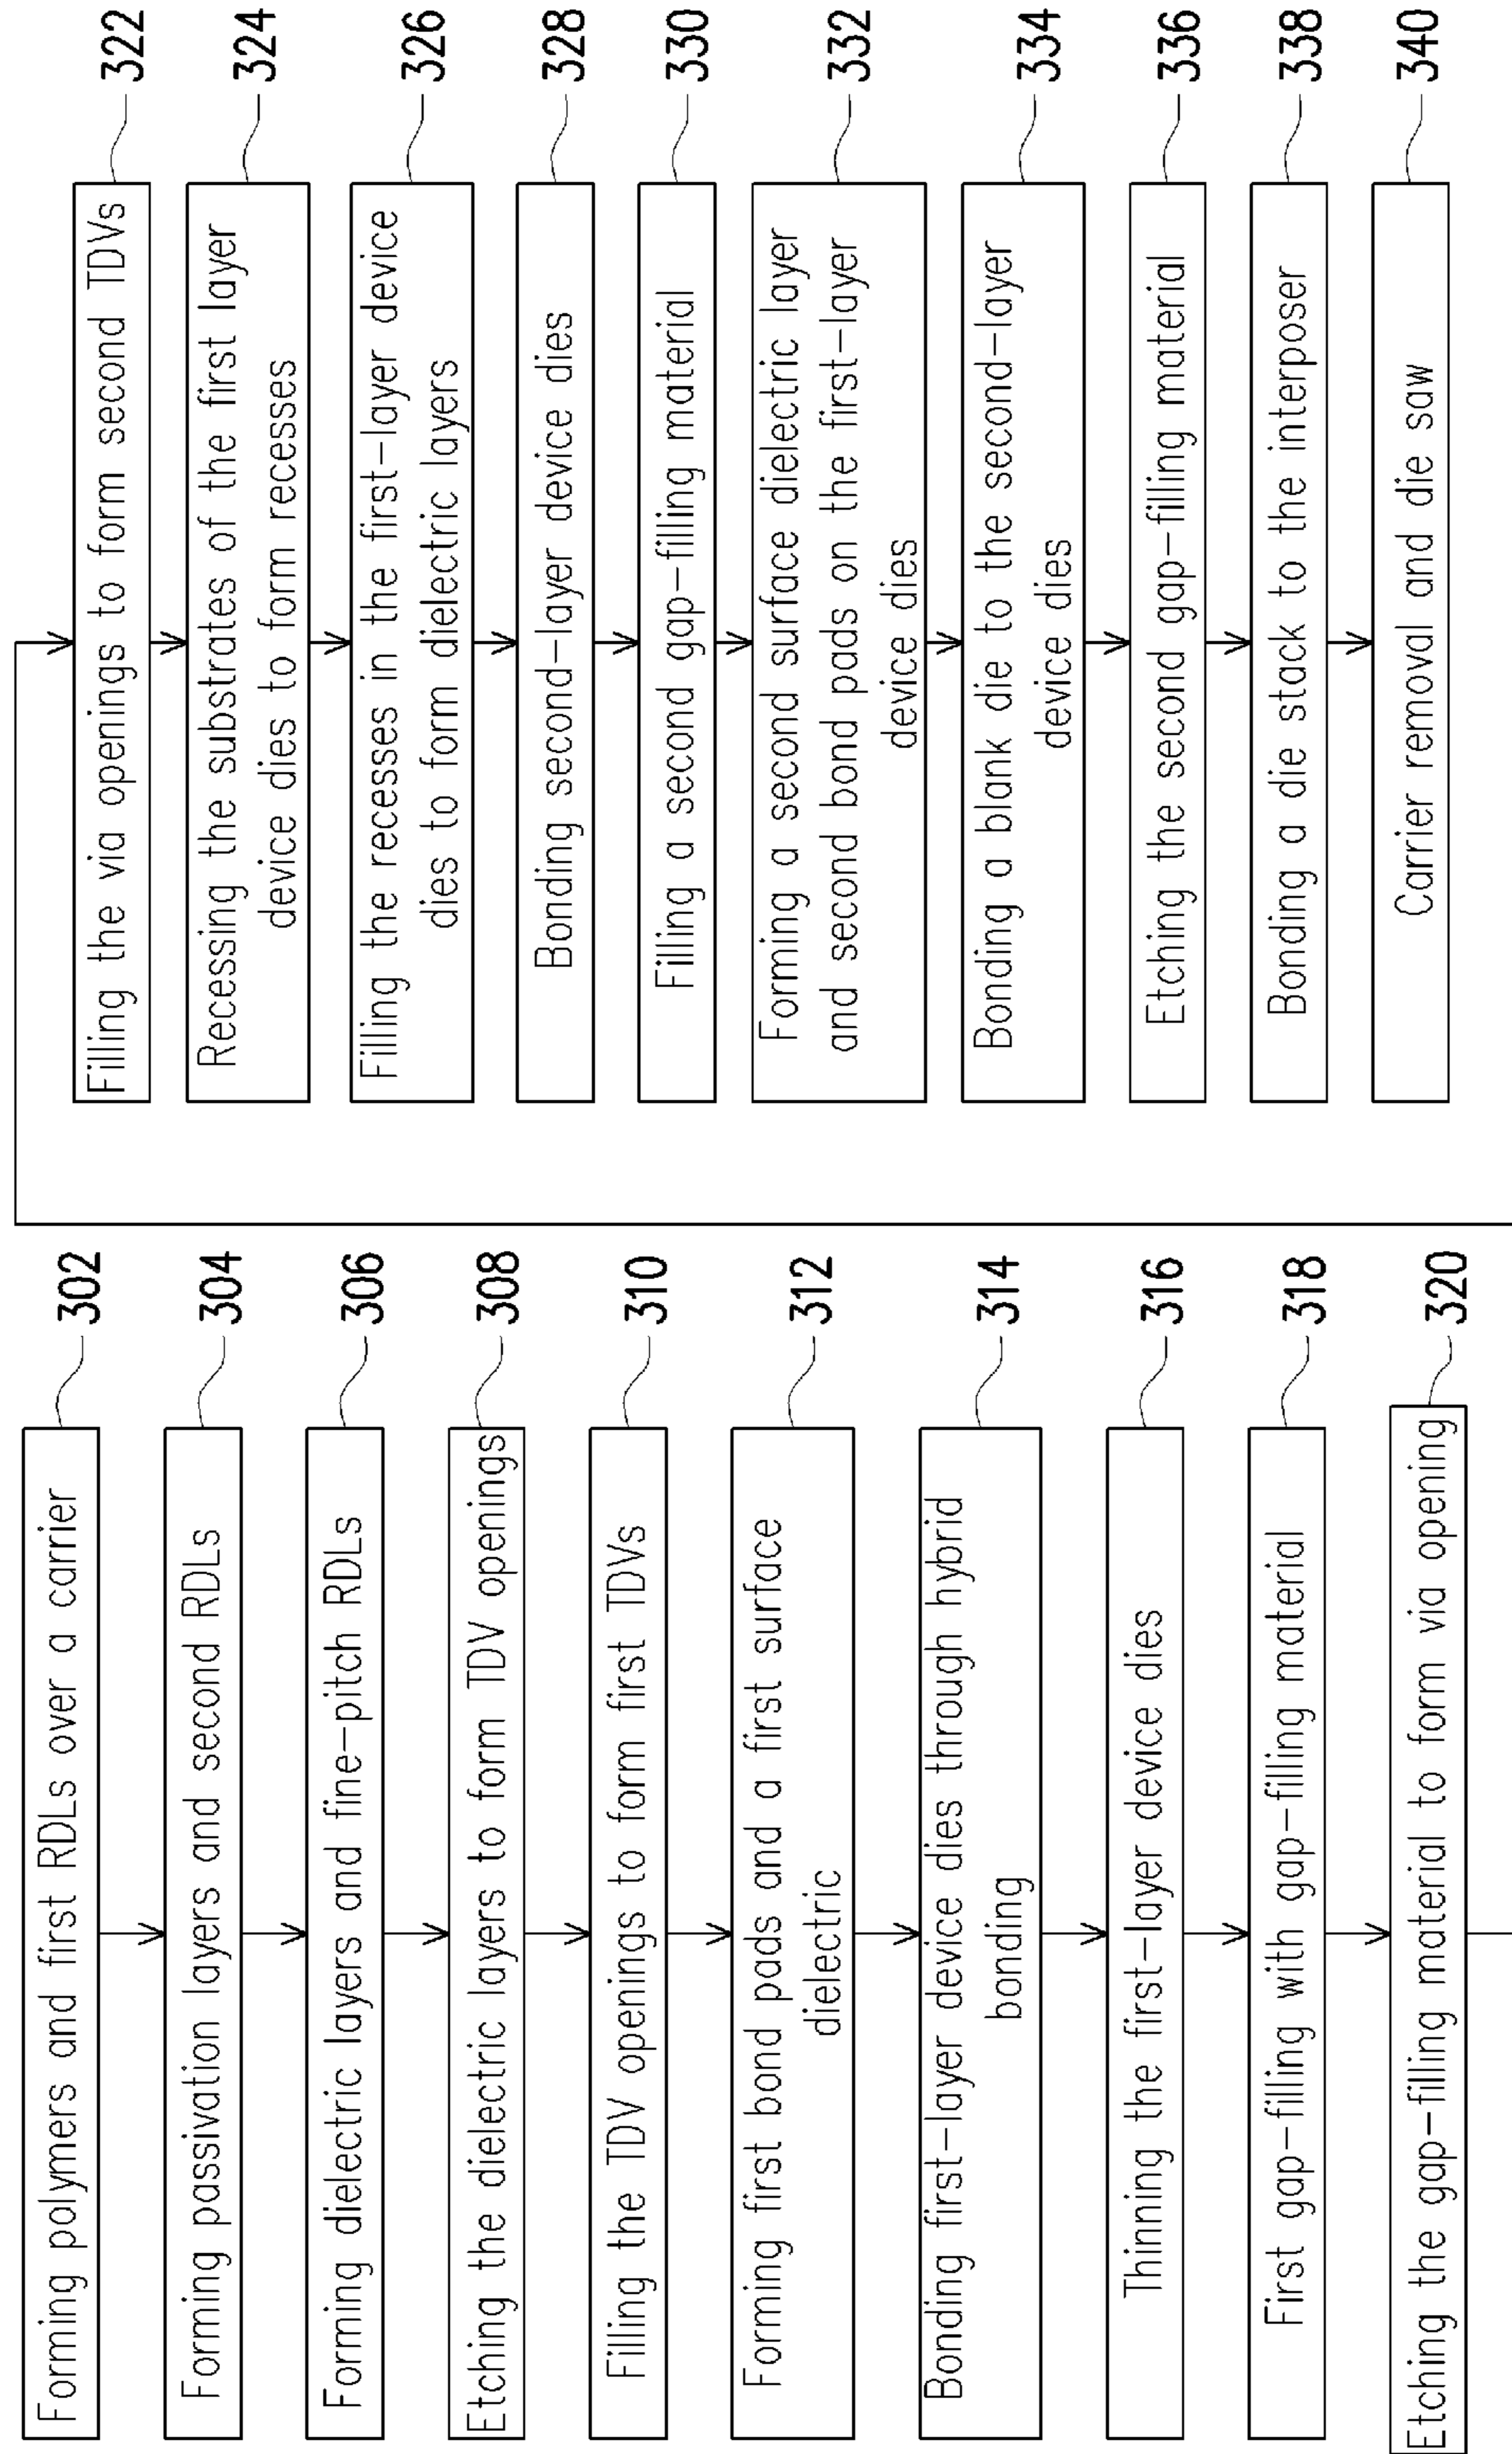 Forming polymers and first RDLs over a carrier
302
Forming passivation layers and second RDLs
304
Forming dielectric layers and fine-pitch RDLs
306
Etching the dielectric layers to form TDV openings
308
Filling the TDV openings to form first TDVs
310
Forming first bond pads and a first surface
dielectric
312
Bonding first-layer device dies through hybrid
bonding
314
Thinning the first-layer device dies
316
First gap-filling with gap-filling material
318
Etching the gap-filling material to form via opening
320
Filling the via openings to form second TDVs
322
Recessing the substrates of the first layer
device dies to form recesses
324
Filling the recesses in the first-layer device
dies to form dielectric layers
326
Bonding second-layer device dies
328
Filling a second gap-filling material
330
Forming a second surface dielectric layer
and second bond pads on the first-layer
device dies
332
Bonding a blank die to the second-layer
device dies
334
Etching the second gap-filling material
336
Bonding a die stack to the interposer
338
Carrier removal and die saw
340